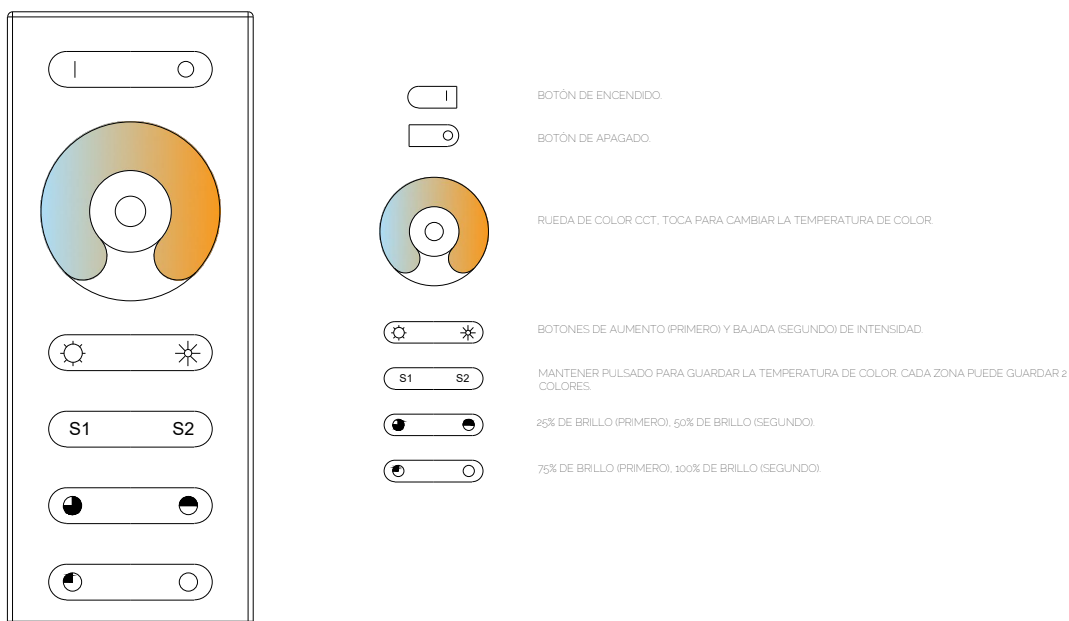 BOTÓN DE ENCENDIDO.
BOTÓN DE APAGADO.
RUEDA DE COLOR CCT, TOCA PARA CAMBIAR LA TEMPERATURA DE COLOR.
BOTONES DE AUMENTO (PRIMERO) Y BAJADA (SEGUNDO) DE INTENSIDAD.
S1 S2
MANTENER PULSADO PARA GUARDAR LA TEMPERATURA DE COLOR. CADA ZONA PUEDE GUARDAR 2
COLORES.
S1 S2
25% DE BRILLO (PRIMERO), 50% DE BRILLO (SEGUNDO).
75% DE BRILLO (PRIMERO), 100% DE BRILLO (SEGUNDO).